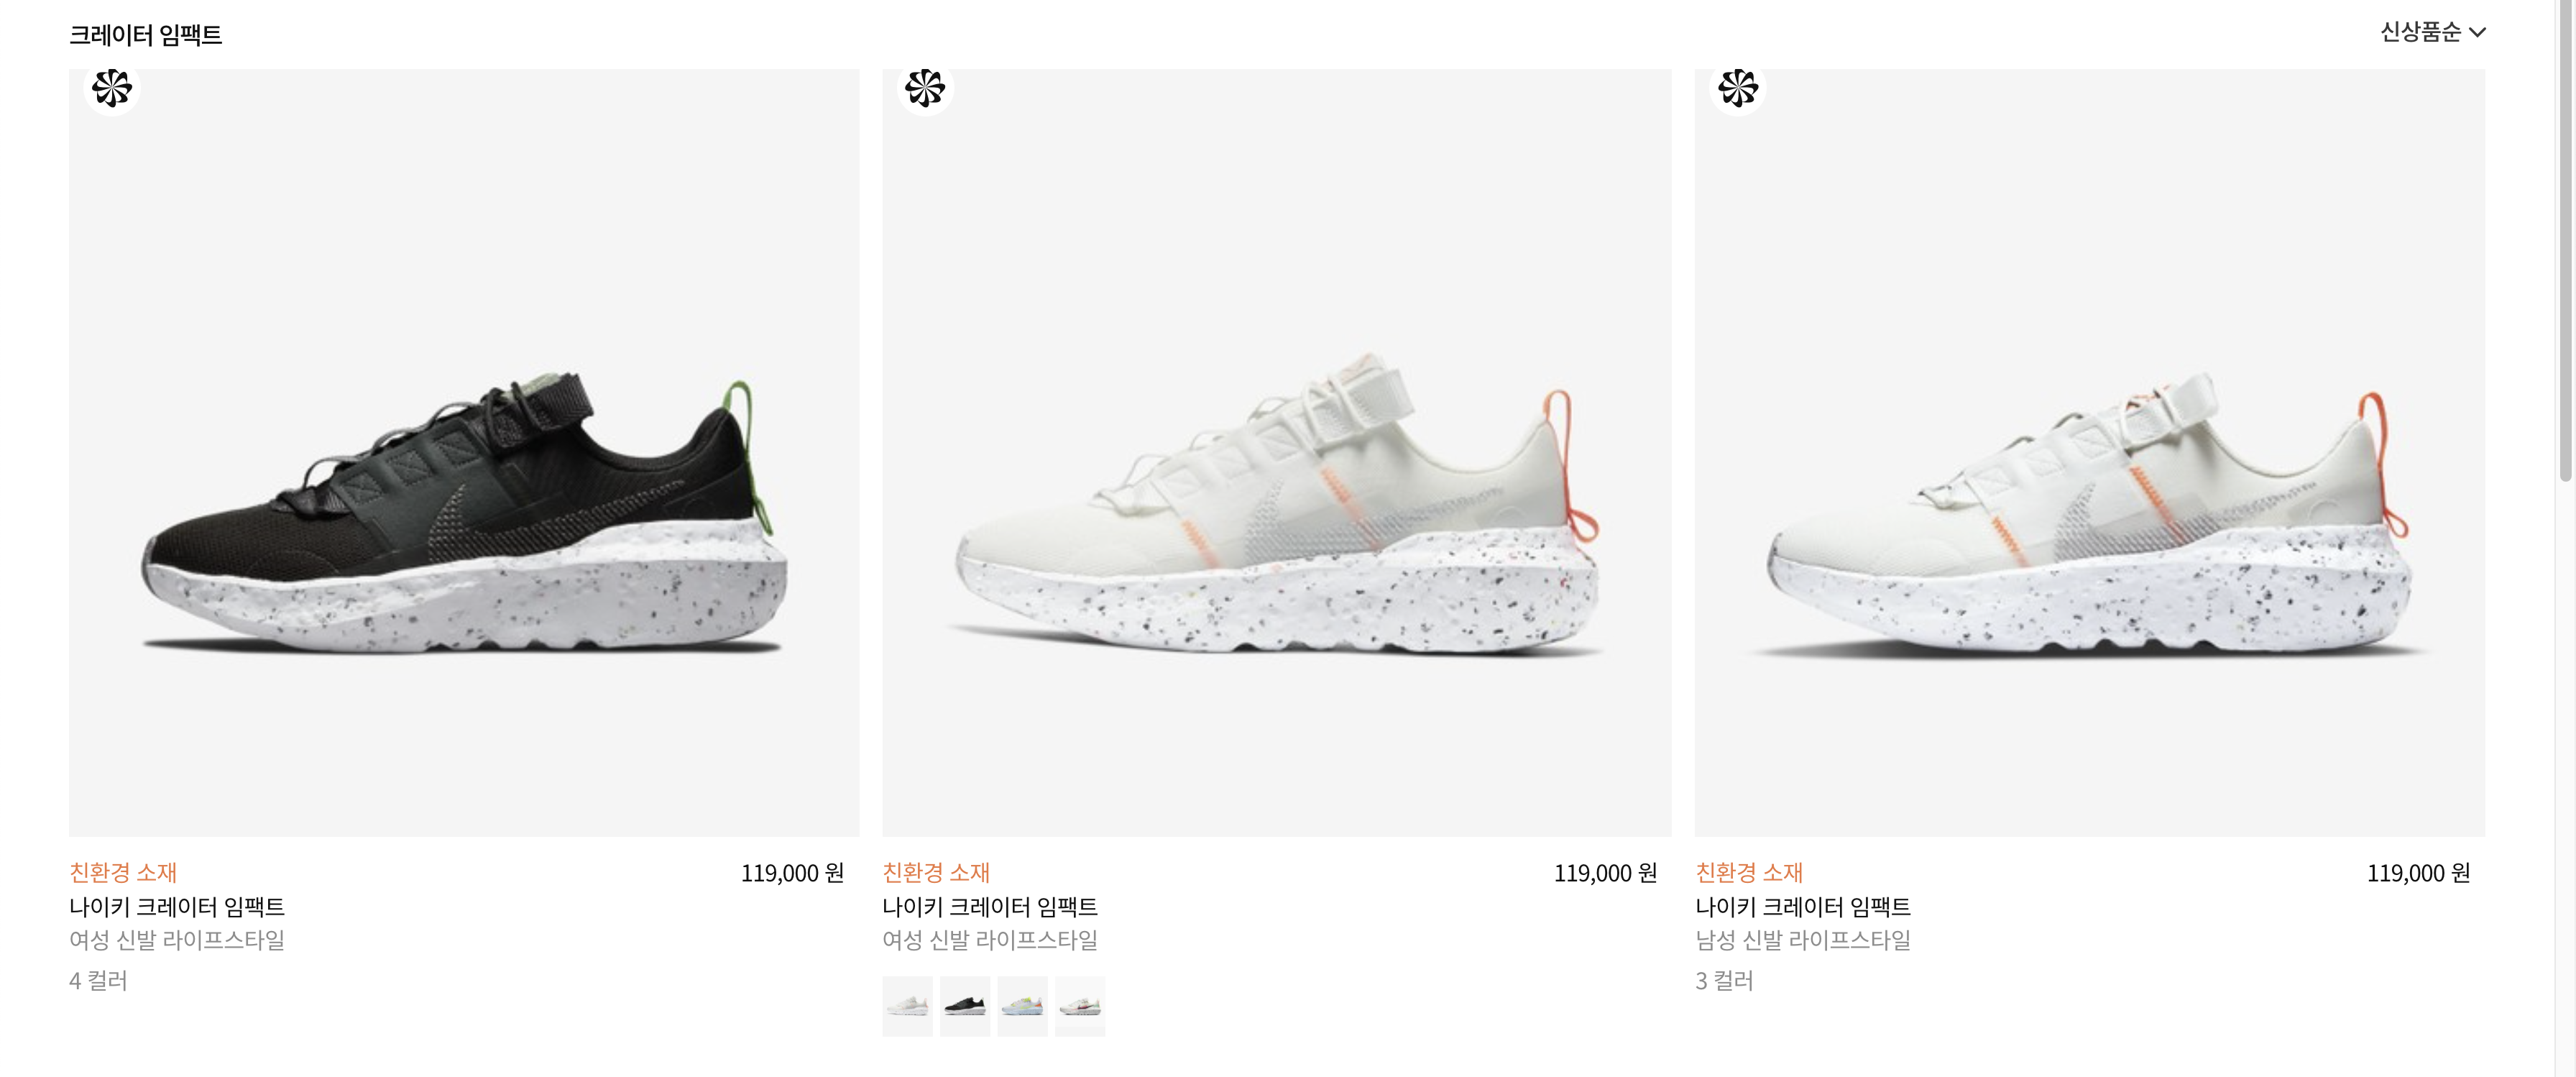 크레이터 임팩트
신상품순
친환경 소재
119,000 원
나이키 크레이터 임팩트
여성 신발 라이프스타일
4 컬러
친환경 소재
119,000 원
나이키 크레이터 임팩트
여성 신발 라이프스타일
친환경 소재
119,000 원
나이키 크레이터 임팩트
남성 신발 라이프스타일
3 컬러